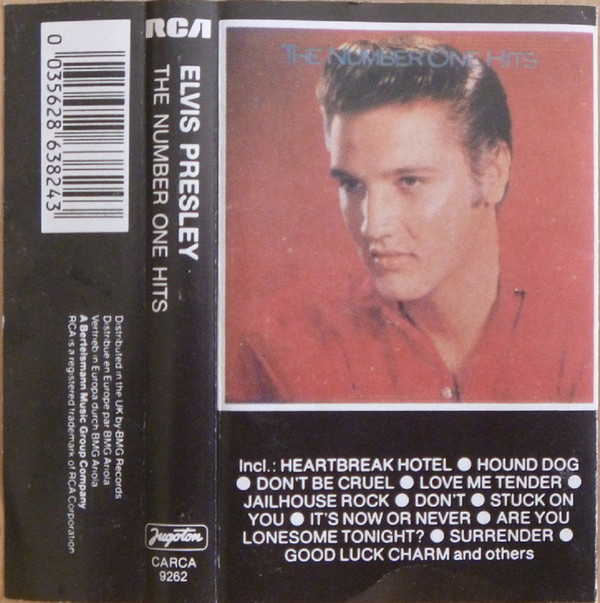 0 035628 638243
Distributed in the UK by BMG Records
Distribue en Europe par BMG Ariola
Vertrieb in Europa durch BMG Ariola
A Bertelsmann Music Group Company
RCA is a registered trademark of RCA Corporation
RCA
ELVIS PRESLEY
THE NUMBER ONE HITS
Jugoton
CARCA
9262
THE NUMBER ONE HITS
Incl.: HEARTBREAK HOTEL ● HOUND DOG
● DON'T BE CRUEL ● LOVE ME TENDER ●
JAILHOUSE ROCK ● DON'T ● STUCK ON
YOU ● IT'S NOW OR NEVER ● ARE YOU
LONESOME TONIGHT? ● SURRENDER ●
GOOD LUCK CHARM and others